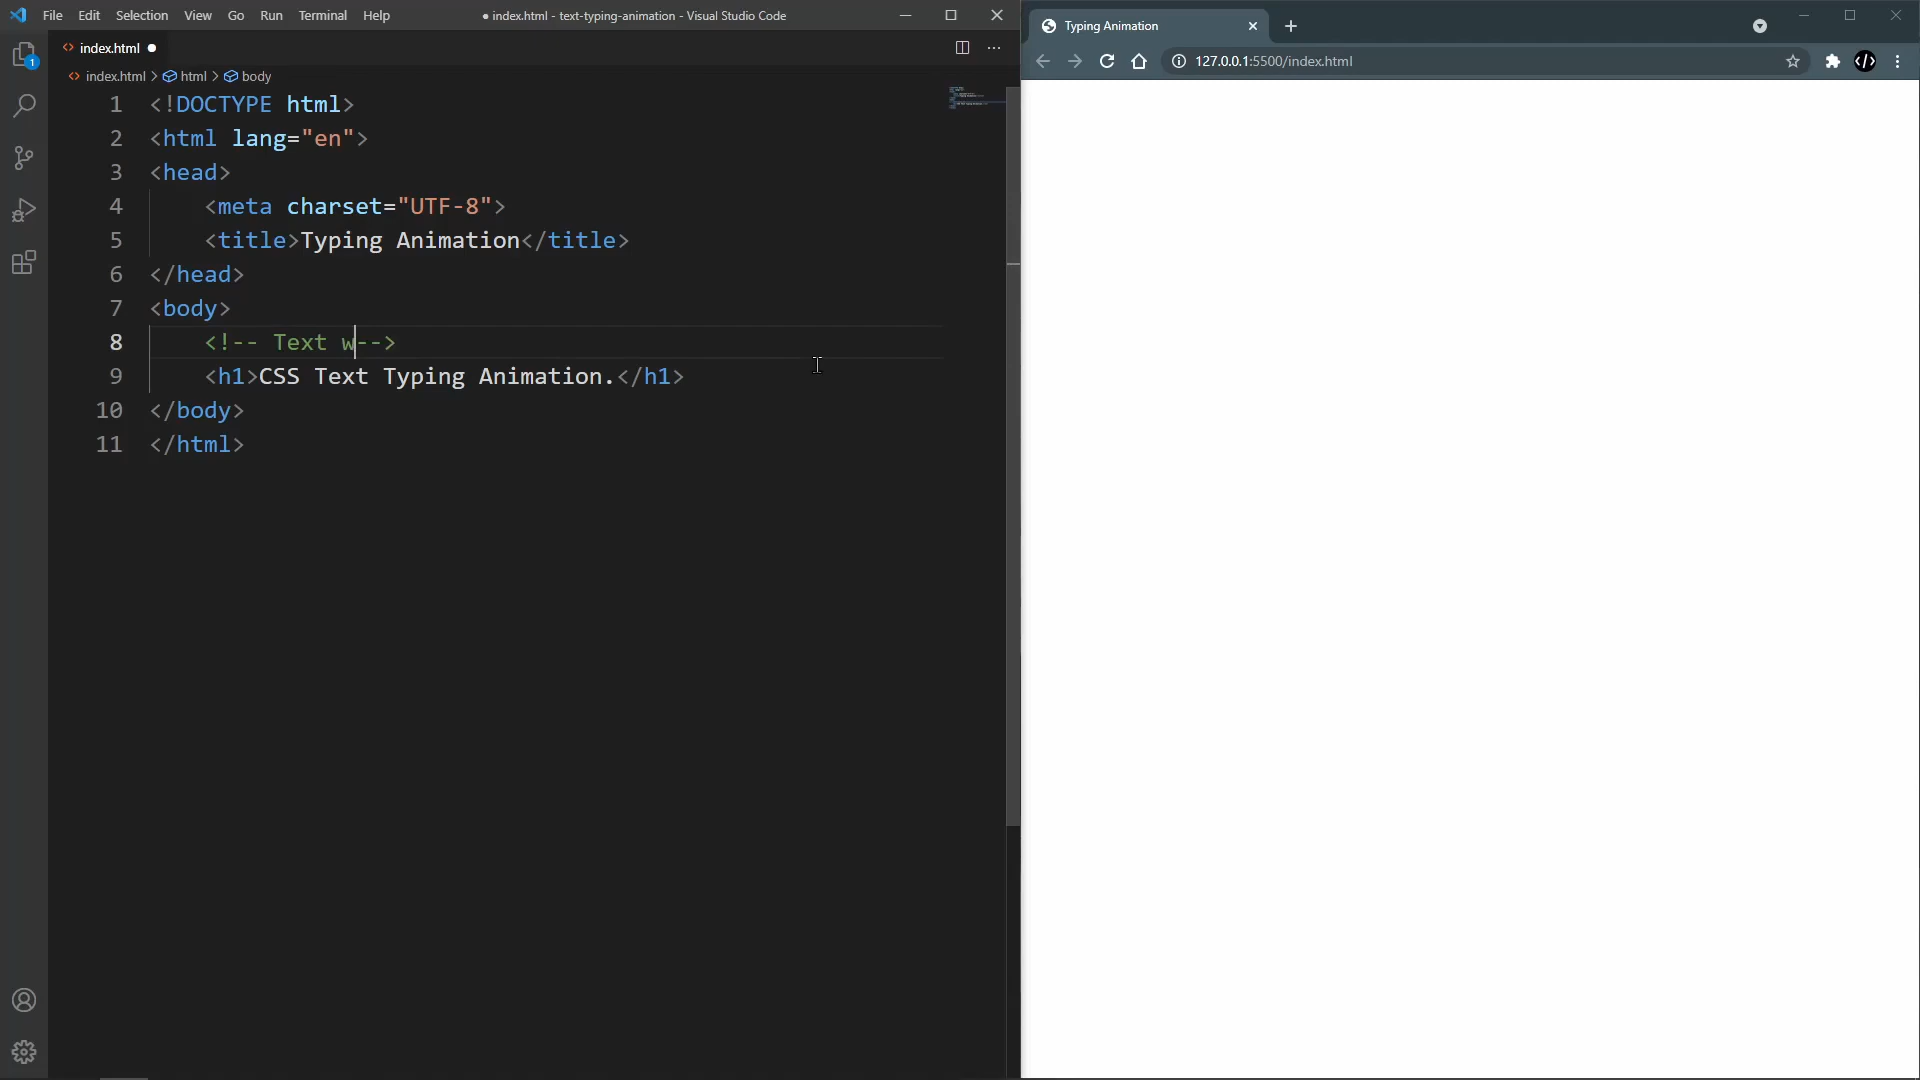 File Edit Selection View Go Run Terminal Help
● index.html - text-typing-animation - Visual Studio Code
Typing Animation
<> index.html ●
127.0.0.1:5500/index.html
<> index.html > html > body
1 <!DOCTYPE html>
2 <html lang="en">
3 <head>
4 <meta charset="UTF-8">
5 <title>Typing Animation</title>
6 </head>
7 <body>
8 <!-- Text w-->
9 <h1>CSS Text Typing Animation.</h1>
10 </body>
11 </html>
1